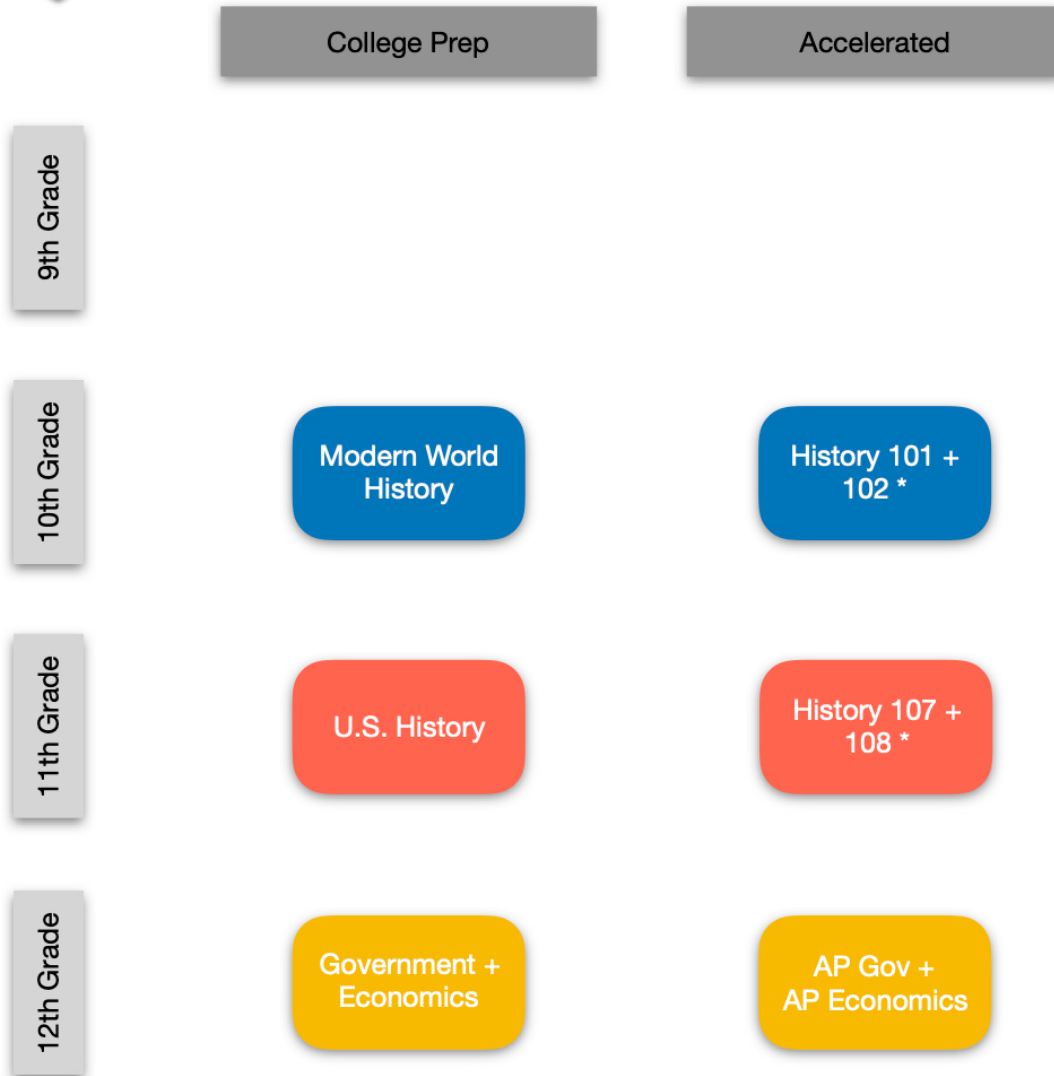 College Prep
Accelerated
9th Grade
10th Grade
Modern World
History
History 101 +
102 *
11th Grade
U.S. History
History 107 +
108 *
12th Grade
Government +
Economics
AP Gov +
AP Economics